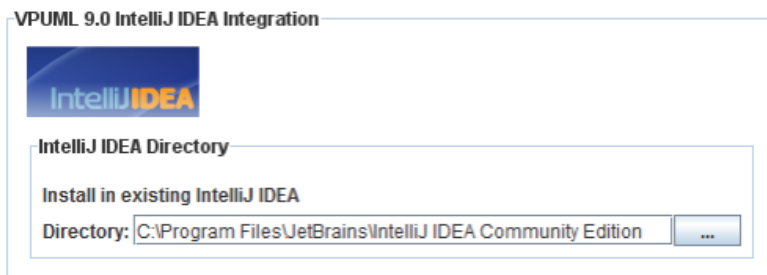 VPUML 9.0 IntelliJ IDEA Integration
IntelliJIDEA
IntelliJ IDEA Directory
Install in existing IntelliJ IDEA
Directory: C:\Program Files\JetBrains\IntelliJ IDEA Community Edition ...